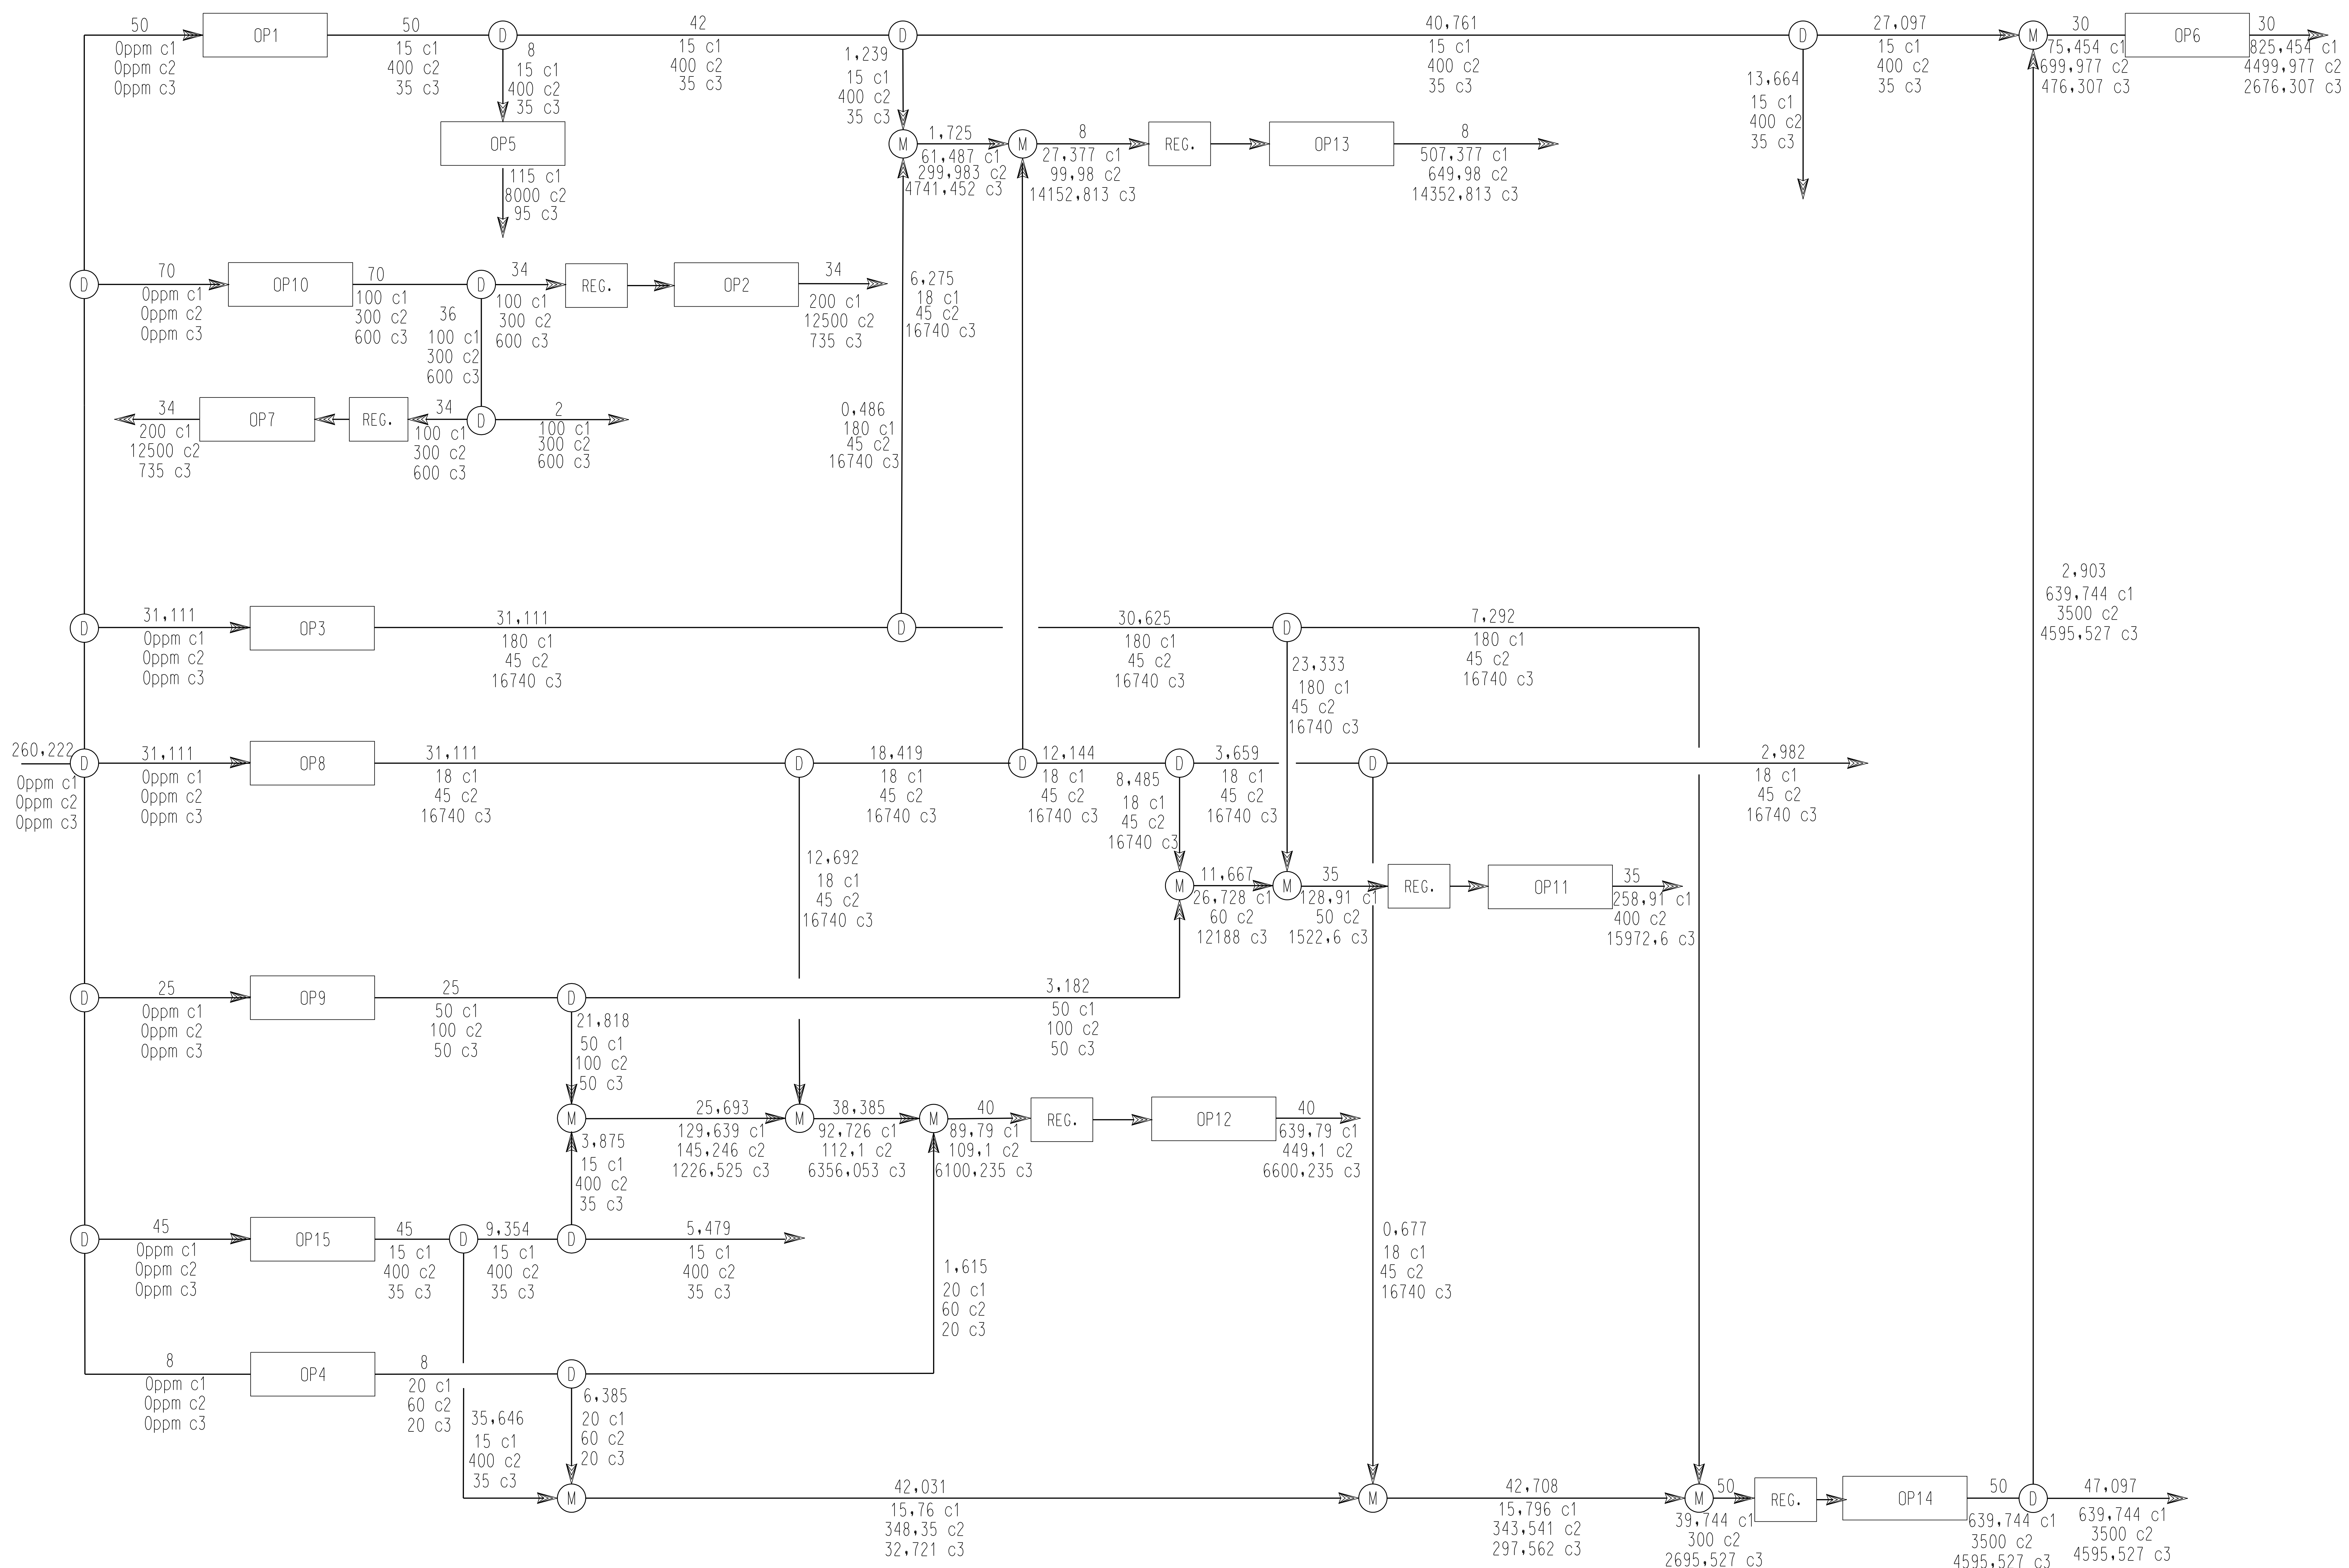 50
0ppm c1
0ppm c2
0ppm c3
OP1
50
15 c1
400 c2
35 c3
D
8
15 c1
400 c2
35 c3
OP5
115 c1
8000 c2
95 c3
42
15 c1
400 c2
35 c3
D
1,239
15 c1
400 c2
35 c3
40,761
15 c1
400 c2
35 c3
D
13,664
15 c1
400 c2
35 c3
27,097
15 c1
400 c2
35 c3
M
30
75,454 c1
699,977 c2
476,307 c3
OP6
30
825,454 c1
4499,977 c2
2676,307 c3
M
1,725
61,487 c1
299,983 c2
4741,452 c3
M
8
27,377 c1
99,98 c2
14152,813 c3
REG.
OP13
8
507,377 c1
649,98 c2
14352,813 c3
D
70
0ppm c1
0ppm c2
0ppm c3
OP10
70
100 c1
300 c2
600 c3
D
34
100 c1
300 c2
600 c3
REG.
OP2
34
200 c1
12500 c2
735 c3
36
100 c1
300 c2
600 c3
6,275
18 c1
45 c2
16740 c3
34
200 c1
12500 c2
735 c3
OP7
REG.
34
100 c1
300 c2
600 c3
D
2
100 c1
300 c2
600 c3
0,486
180 c1
45 c2
16740 c3
2,903
639,744 c1
3500 c2
4595,527 c3
D
31,111
0ppm c1
0ppm c2
0ppm c3
OP3
31,111
180 c1
45 c2
16740 c3
D
30,625
180 c1
45 c2
16740 c3
D
7,292
180 c1
45 c2
16740 c3
23,333
180 c1
45 c2
16740 c3
260,222
0ppm c1
0ppm c2
0ppm c3
D
31,111
0ppm c1
0ppm c2
0ppm c3
OP8
31,111
18 c1
45 c2
16740 c3
D
18,419
18 c1
45 c2
16740 c3
D
12,144
18 c1
45 c2
16740 c3
D
8,485
18 c1
45 c2
16740 c3
3,659
18 c1
45 c2
16740 c3
D
2,982
18 c1
45 c2
16740 c3
12,692
18 c1
45 c2
16740 c3
M
11,667
26,728 c1
60 c2
12188 c3
M
35
128,91 c1
50 c2
1522,6 c3
REG.
OP11
35
258,91 c1
400 c2
15972,6 c3
D
25
0ppm c1
0ppm c2
0ppm c3
OP9
25
50 c1
100 c2
50 c3
D
21,818
50 c1
100 c2
50 c3
3,182
50 c1
100 c2
50 c3
M
25,693
129,639 c1
145,246 c2
1226,525 c3
M
38,385
92,726 c1
112,1 c2
6356,053 c3
M
40
89,79 c1
109,1 c2
6100,235 c3
REG.
OP12
40
639,79 c1
449,1 c2
6600,235 c3
3,875
15 c1
400 c2
35 c3
D
45
0ppm c1
0ppm c2
0ppm c3
OP15
45
15 c1
400 c2
35 c3
D
9,354
15 c1
400 c2
35 c3
D
5,479
15 c1
400 c2
35 c3
1,615
20 c1
60 c2
20 c3
0,677
18 c1
45 c2
16740 c3
8
0ppm c1
0ppm c2
0ppm c3
OP4
8
20 c1
60 c2
20 c3
D
6,385
20 c1
60 c2
20 c3
35,646
15 c1
400 c2
35 c3
M
42,031
15,76 c1
348,35 c2
32,721 c3
M
42,708
15,796 c1
343,541 c2
297,562 c3
M
50
39,744 c1
300 c2
2695,527 c3
REG.
OP14
50
639,744 c1
3500 c2
4595,527 c3
D
47,097
639,744 c1
3500 c2
4595,527 c3